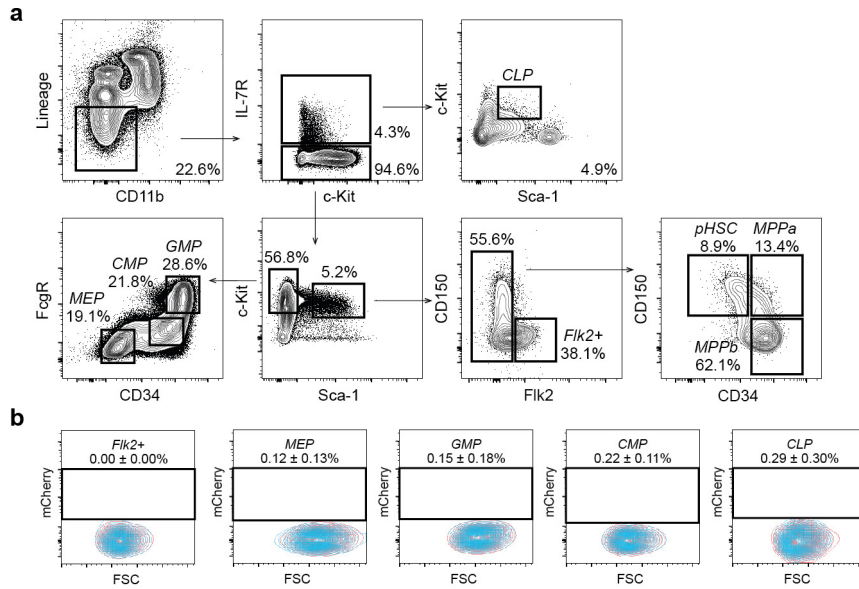 a
Lineage
22.6%
CD11b
IL-7R
4.3%
94.6%
c-Kit
c-Kit
CLP
4.9%
Sca-1
FcgR
MEP
19.1%
CMP
21.8%
GMP
28.6%
CD34
c-Kit
56.8%
5.2%
Sca-1
CD150
55.6%
Flk2+
38.1%
Flk2
CD150
pHSC
8.9%
MPPa
13.4%
MPPb
62.1%
CD34
b
mCherry
Flk2+
0.00 ± 0.00%
FSC
mCherry
MEP
0.12 ± 0.13%
FSC
mCherry
GMP
0.15 ± 0.18%
FSC
mCherry
CMP
0.22 ± 0.11%
FSC
mCherry
CLP
0.29 ± 0.30%
FSC